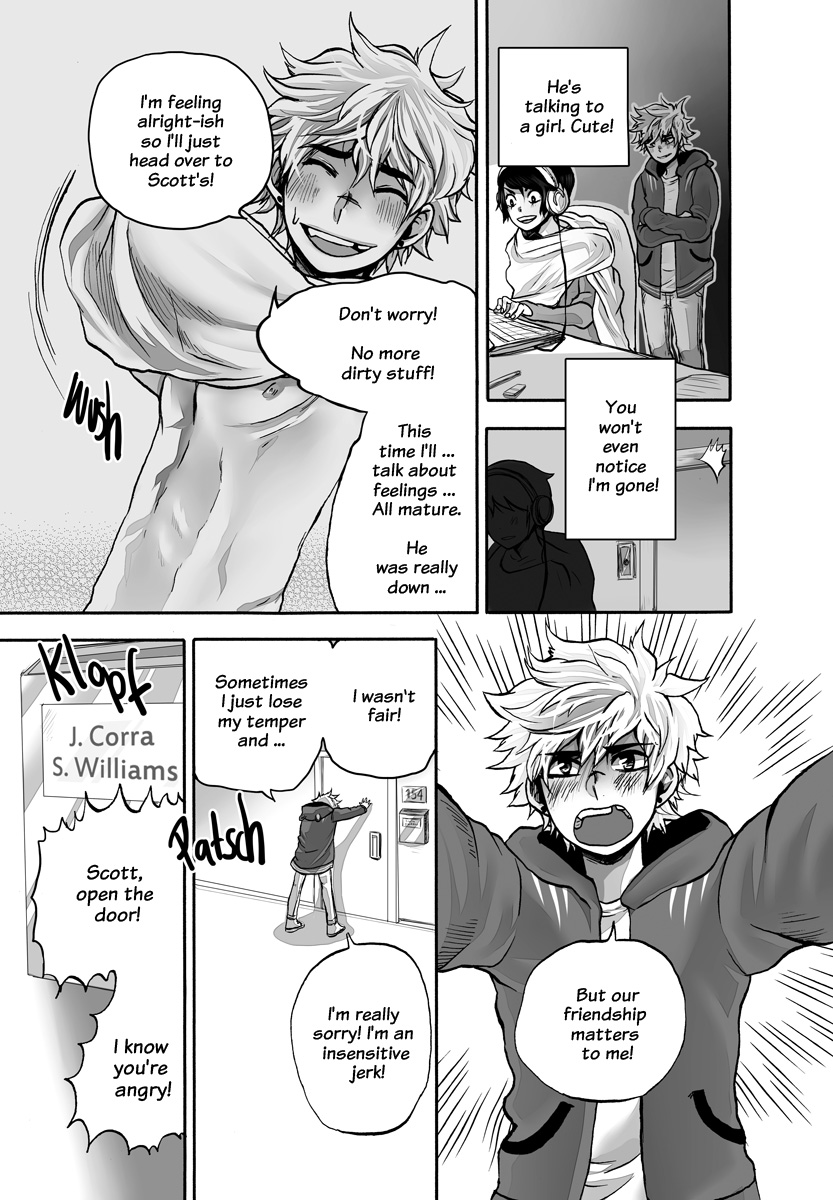 I'm feeling
alright-ish
so I'll just
head over to
Scott's!
Don't worry!
No more
dirty stuff!
This
time I'll ...
talk about
feelings ...
All mature.
He
was really
down ...
Wush
He's
talking to
a girl. Cute!
You
won't
even
notice
I'm gone!
Klopf
J. Corra
S. Williams
Scott,
open the
door!
I know
you're
angry!
Sometimes
I just lose
my temper
and ...
I wasn't
fair!
154
Patsch
I'm really
sorry! I'm an
insensitive
jerk!
But our
friendship
matters
to me!